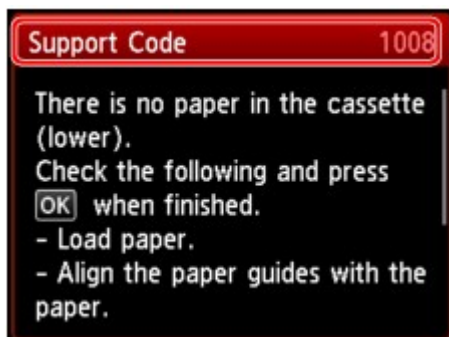 Support Code 1008
There is no paper in the cassette
(lower).
Check the following and press
OK when finished.
- Load paper.
- Align the paper guides with the
paper.